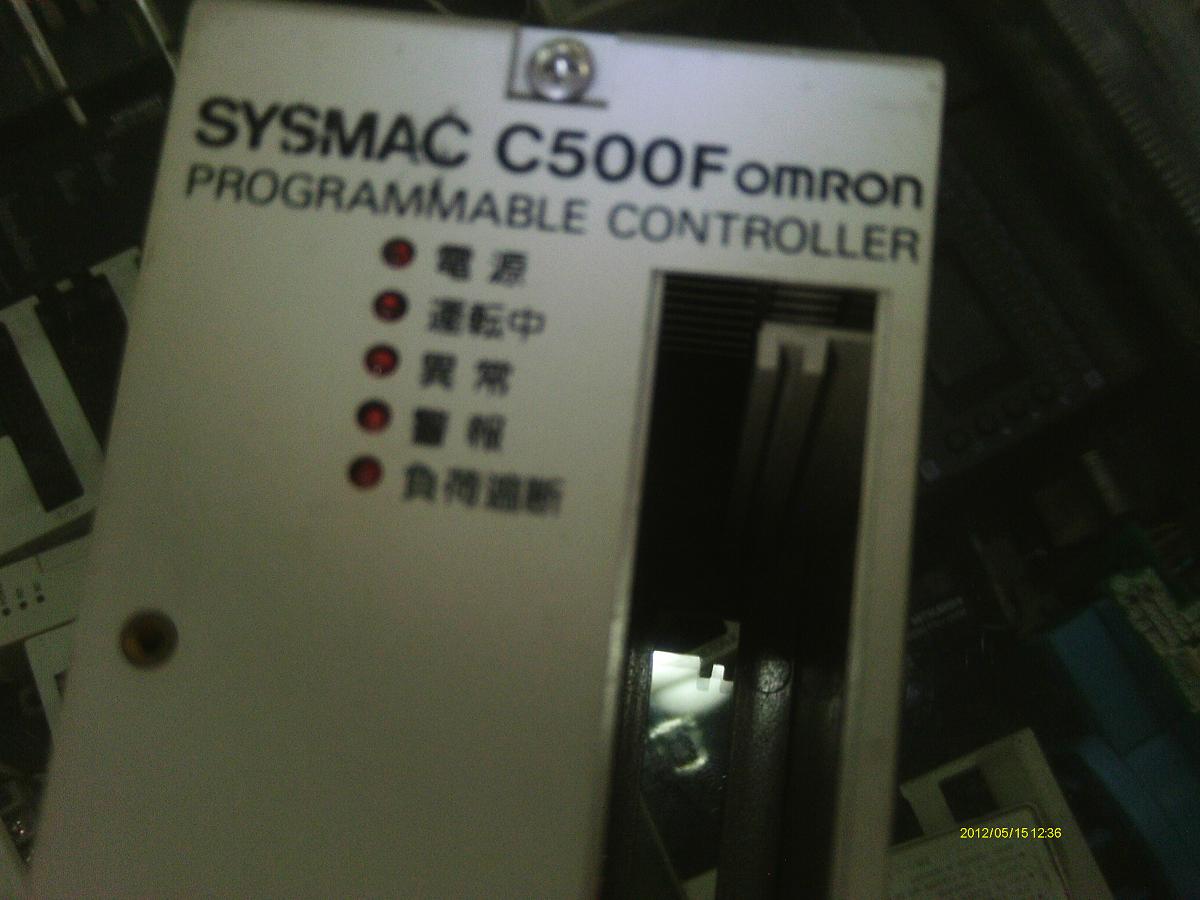 SYSMAC C500F omron
PROGRAMMABLE CONTROLLER
電源
運転中
異常
警報
負荷遮断
2012/05/15 12:36